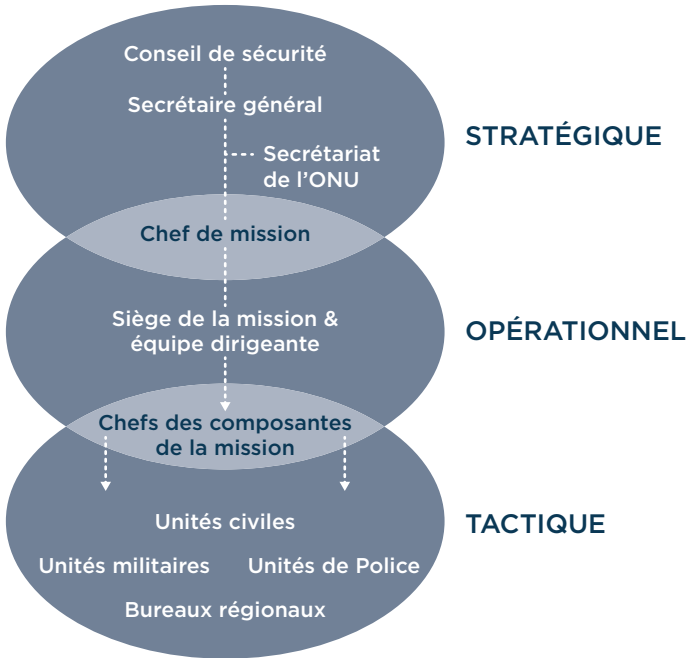 Conseil de sécurité
Secrétaire général
STRATÉGIQUE
Secrétariat
de l’ONU
Chef de mission
Siège de la mission &
équipe dirigeante
OPÉRATIONNEL
Chefs des composantes
de la mission
Unités civiles
TACTIQUE
Unités militaires
Unités de Police
Bureaux régionaux